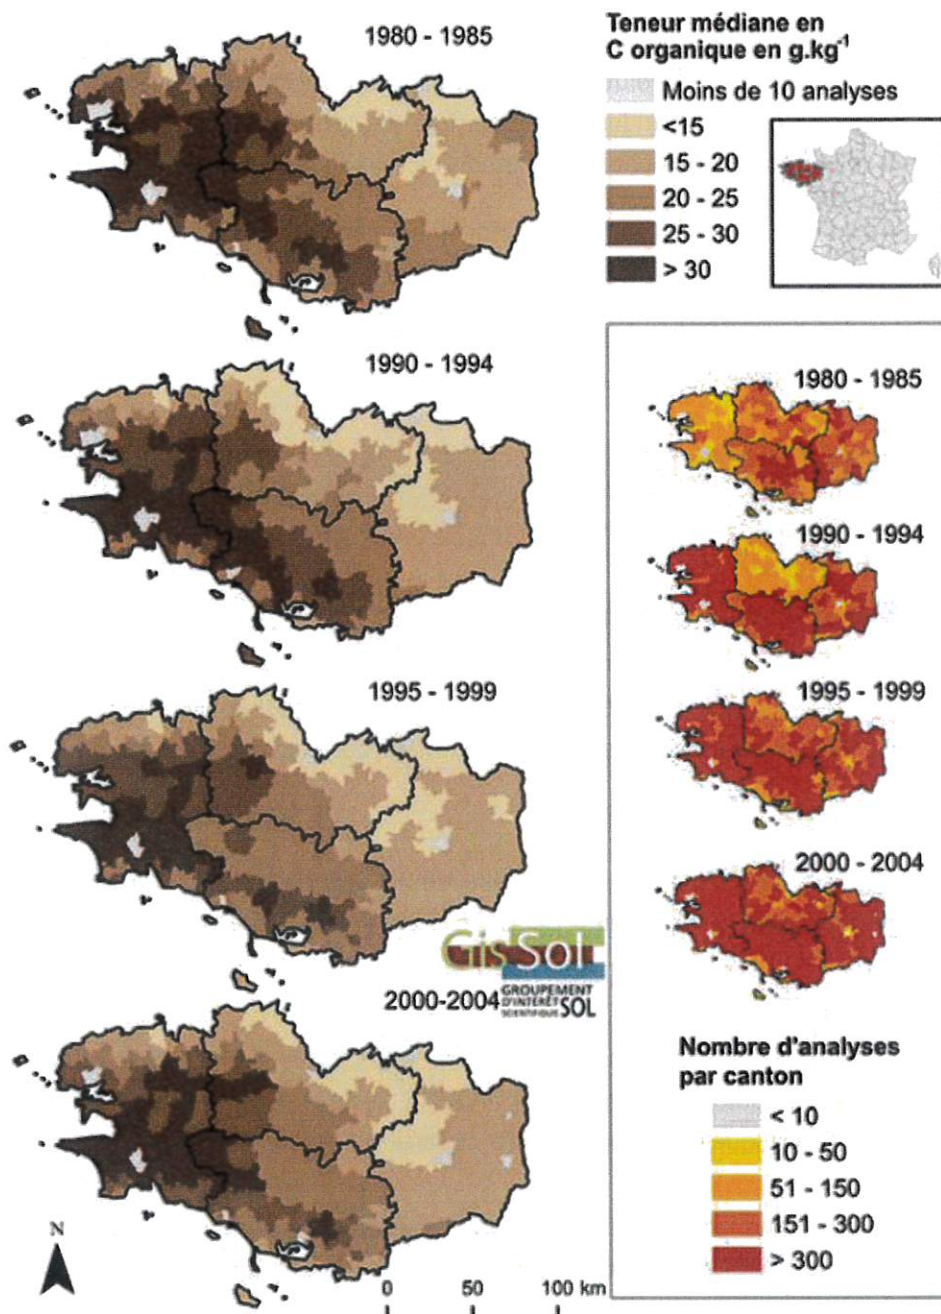 1980 - 1985
Teneur médiane en
C organique en g.kg-1
Moins de 10 analyses
<15
15 - 20
20 - 25
25 - 30
> 30
1990 - 1994
1995 - 1999
2000-2004
GisSol
GROUPEMENT
D'INTÉRÊT
SCIENTIFIQUE SOL
N
0 50 100 km
1980 - 1985
1990 - 1994
1995 - 1999
2000 - 2004
Nombre d'analyses
par canton
< 10
10 - 50
51 - 150
151 - 300
> 300